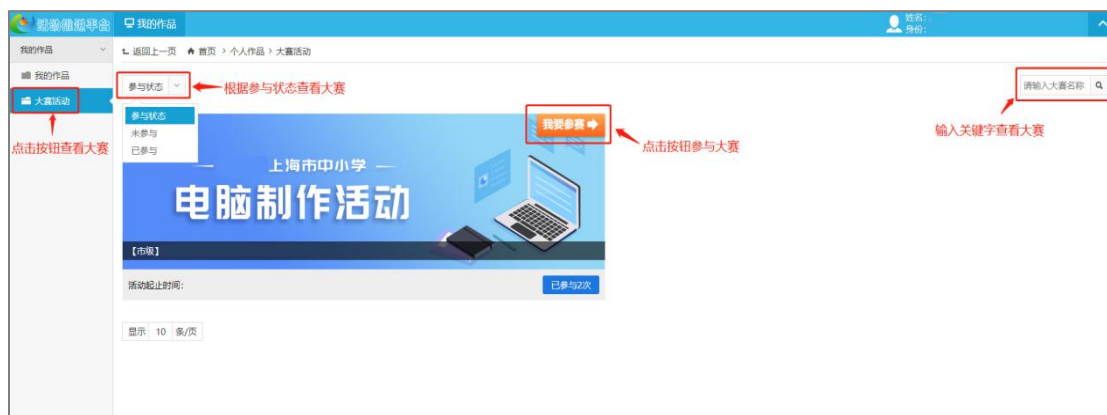 我的作品
姓名:
身份:
我的作品
返回上一页 首页 > 个人作品 > 大赛活动
我的作品
参与状态
根据参与状态查看大赛
请输入大赛名称
大赛活动
参与状态
未参与
已参与
我要参赛
点击按钮查看大赛
点击按钮参与大赛
输入关键字查看大赛
上海市中小学
电脑制作活动
【市级】
活动起止时间:
已参与2次
显示 10 条/页